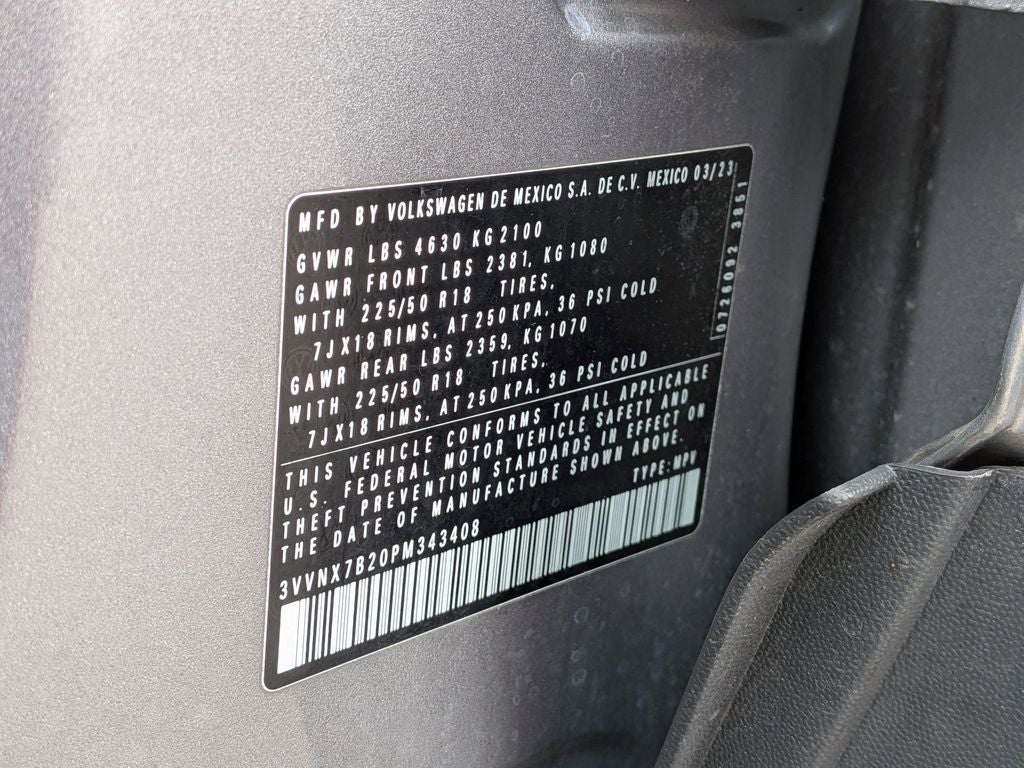 MFD BY VOLKSWAGEN DE MEXICO S.A. DE C.V. MEXICO 03/23
GVWR LBS 4630 KG 2100
GAWR FRONT LBS 2381, KG 1080
WITH 225/50 R18 TIRES,
7JX18 RIMS, AT 250 KPA, 36 PSI COLD
GAWR REAR LBS 2359, KG 1070
WITH 225/50 R18 TIRES,
7JX18 RIMS, AT 250 KPA, 36 PSI COLD
0726092 3861
THIS VEHICLE CONFORMS TO ALL APPLICABLE
U.S. FEDERAL MOTOR VEHICLE SAFETY AND
THEFT PREVENTION STANDARDS IN EFFECT ON
THE DATE OF MANUFACTURE SHOWN ABOVE.
3VVNX7B20PM343408 TYPE: MPV